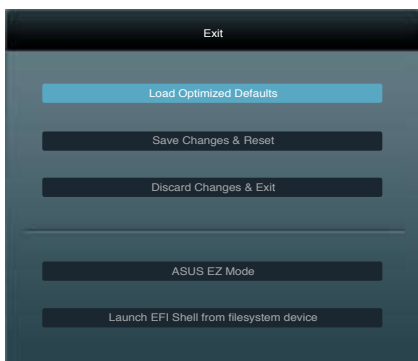 Exit
Load Optimized Defaults
Save Changes & Reset
Discard Changes & Exit
ASUS EZ Mode
Launch EFI Shell from filesystem device